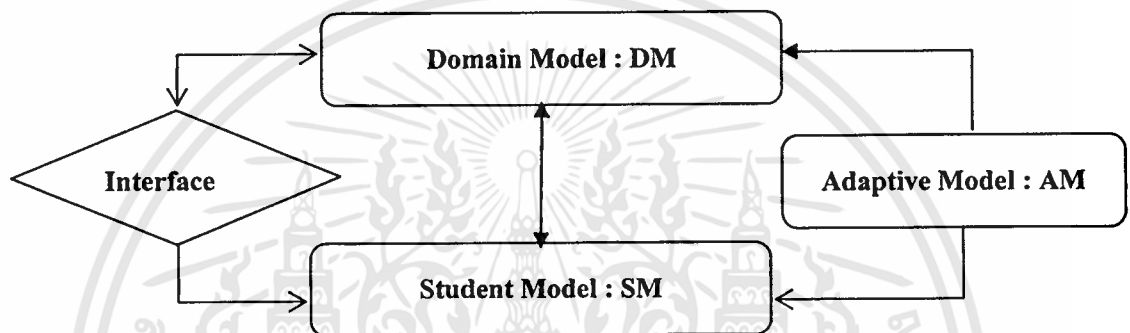 Domain Model : DM
Interface
Adaptive Model : AM
Student Model : SM